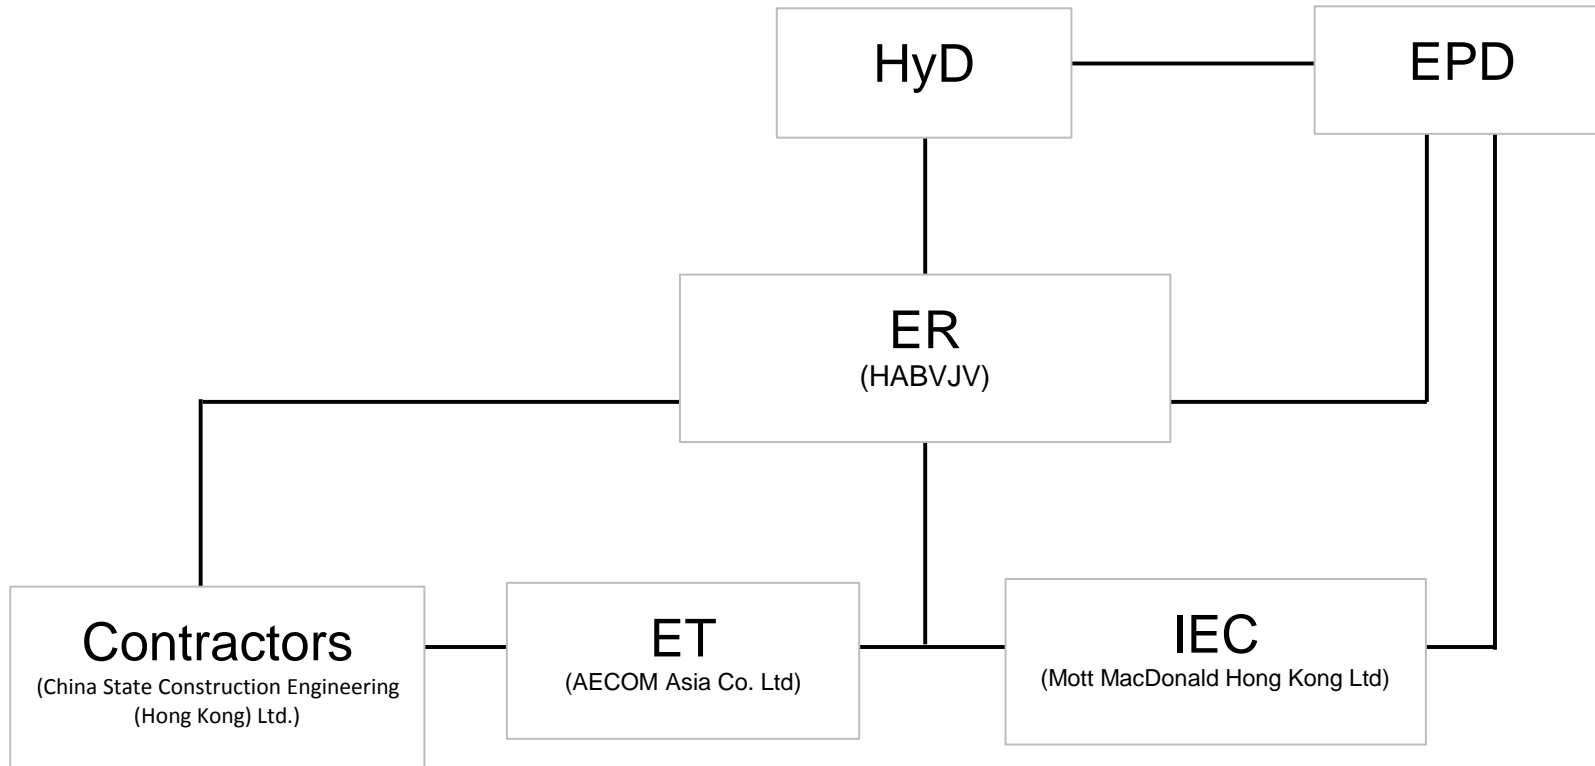 HyD
EPD
ER
(HABVJV)
Contractors
(China State Construction Engineering
(Hong Kong) Ltd.)
ET
(AECOM Asia Co. Ltd)
IEC
(Mott MacDonald Hong Kong Ltd)